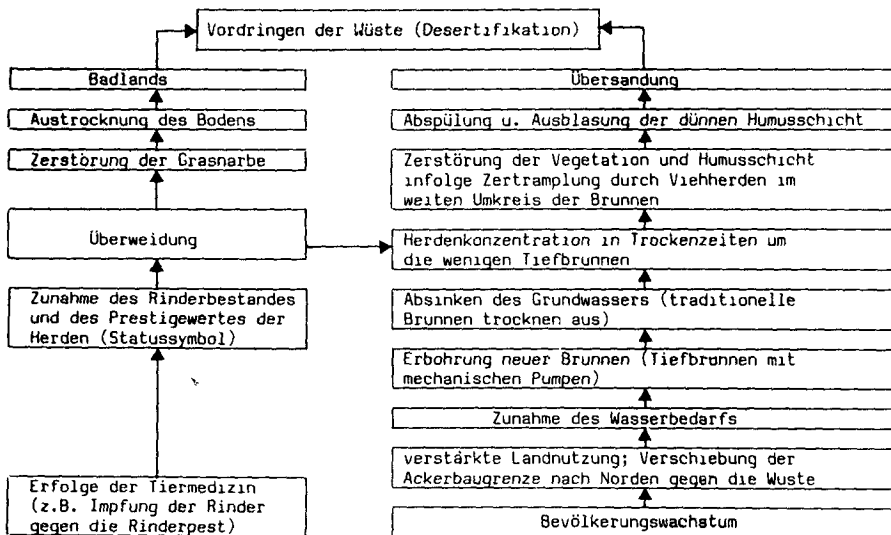 Vordringen der Wüste (Desertifikation)
Badlands
Austrocknung des Bodens
Zerstörung der Grasnarbe
Überweidung
Zunahme des Rinderbestandes
und des Prestigewertes der
Herden (Statussymbol)
Erfolge der Tiermedizin
(z.B. Impfung der Rinder
gegen die Rinderpest)
Übersandung
Abspülung u. Ausblasung der dünnen Humusschicht
Zerstörung der Vegetation und Humusschicht
infolge Zertramplung durch Viehherden im
weiten Umkreis der Brunnen
Herdenkonzentration in Trockenzeiten um
die wenigen Tiefbrunnen
Absinken des Grundwassers (traditionelle
Brunnen trocknen aus)
Erbohrung neuer Brunnen (Tiefbrunnen mit
mechanischen Pumpen)
Zunahme des Wasserbedarfs
verstärkte Landnutzung; Verschiebung der
Ackerbaugrenze nach Norden gegen die Wuste
Bevölkerungswachstum